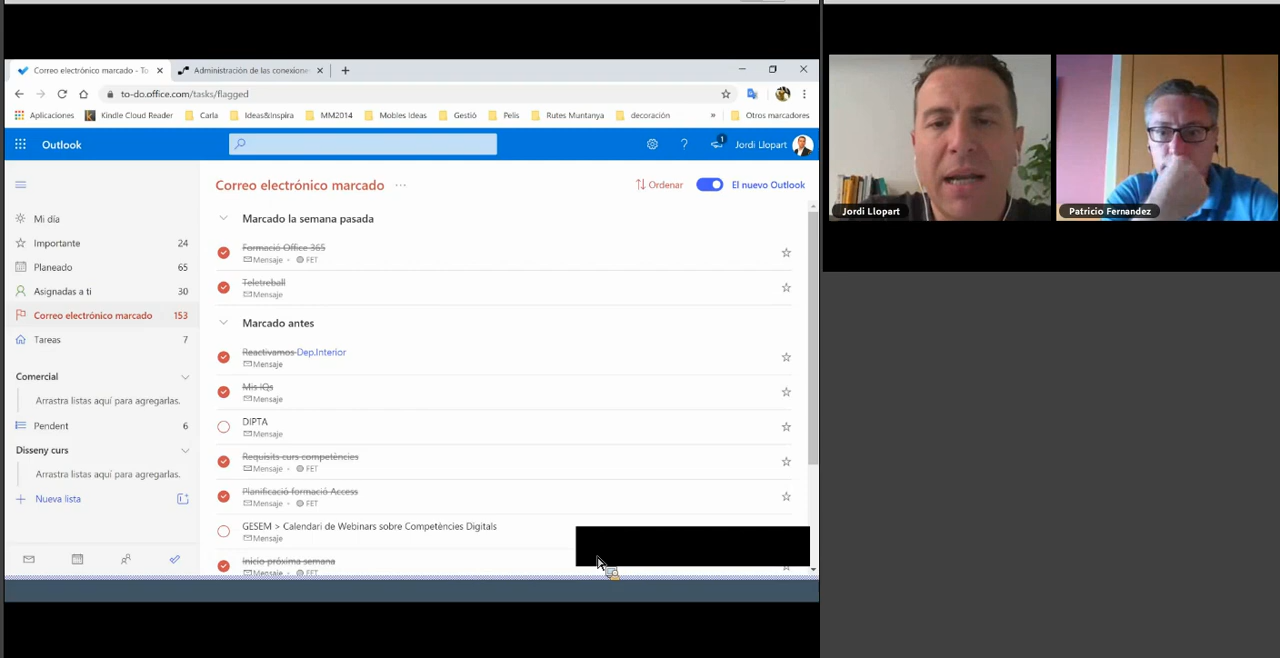 Correo electrónico marcado - To
Administración de las conexione
to-do.office.com/tasks/flagged
Aplicaciones
Kindle Cloud Reader
Carla
Ideas&Inspira
MM2014
Mobles Ideas
Gestió
Pelis
Rutes Muntanya
decoración
»
Otros marcadores
Outlook
?
1
Jordi Llopart
Correo electrónico marcado ...
Ordenar
El nuevo Outlook
Mi día
Importante 24
Planeado 65
Asignadas a ti 30
Correo electrónico marcado 153
Tareas 7
Comercial
Arrastra listas aquí para agregarlas.
Pendent 6
Disseny curs
Arrastra listas aquí para agregarlas.
Nueva lista
Marcado la semana pasada
Formació Office 365
Mensaje • FET
Teletreball
Mensaje
Marcado antes
Reactivamos Dep.Interior
Mensaje
Mis iQs
Mensaje
DIPTA
Mensaje
Requisits curs competències
Mensaje • FET
Planificació formació Access
Mensaje • FET
GESEM > Calendari de Webinars sobre Competències Digitals
Mensaje
Inicio próxima semana
Mensaje • FET
Jordi Llopart
Patricio Fernandez